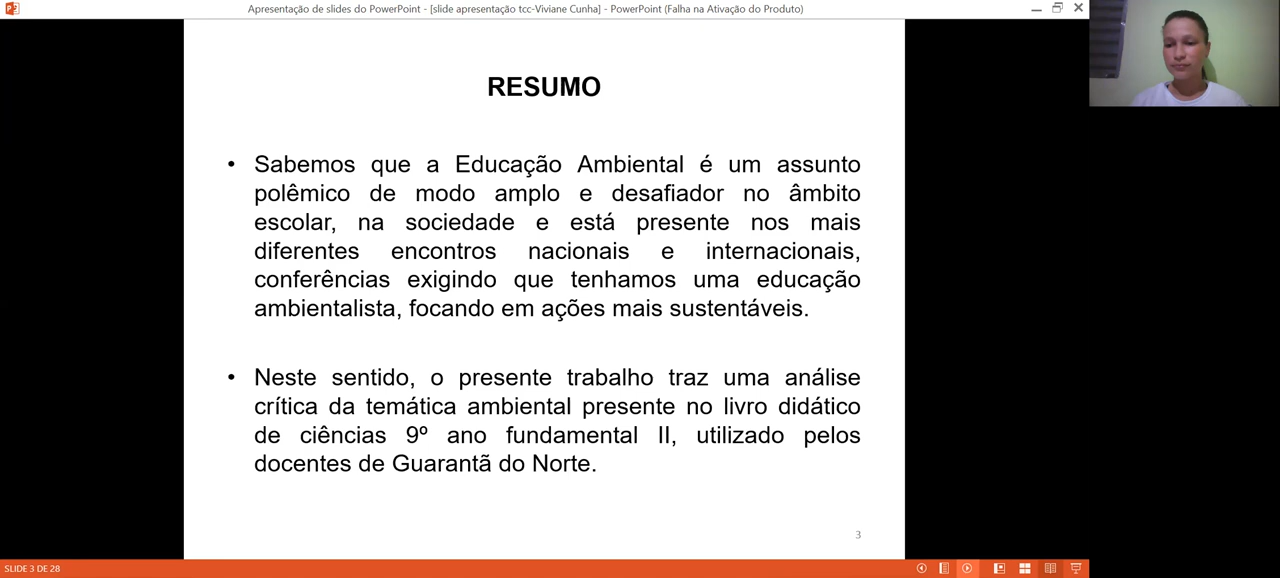 Apresentação de slides do PowerPoint - [slide apresentação tcc-Viviane Cunha] - PowerPoint (Falha na Ativação do Produto)
RESUMO
• Sabemos que a Educação Ambiental é um assunto
polêmico de modo amplo e desafiador no âmbito
escolar, na sociedade e está presente nos mais
diferentes encontros nacionais e internacionais,
conferências exigindo que tenhamos uma educação
ambientalista, focando em ações mais sustentáveis.
• Neste sentido, o presente trabalho traz uma análise
crítica da temática ambiental presente no livro didático
de ciências 9º ano fundamental II, utilizado pelos
docentes de Guarantã do Norte.
3
SLIDE 3 DE 28